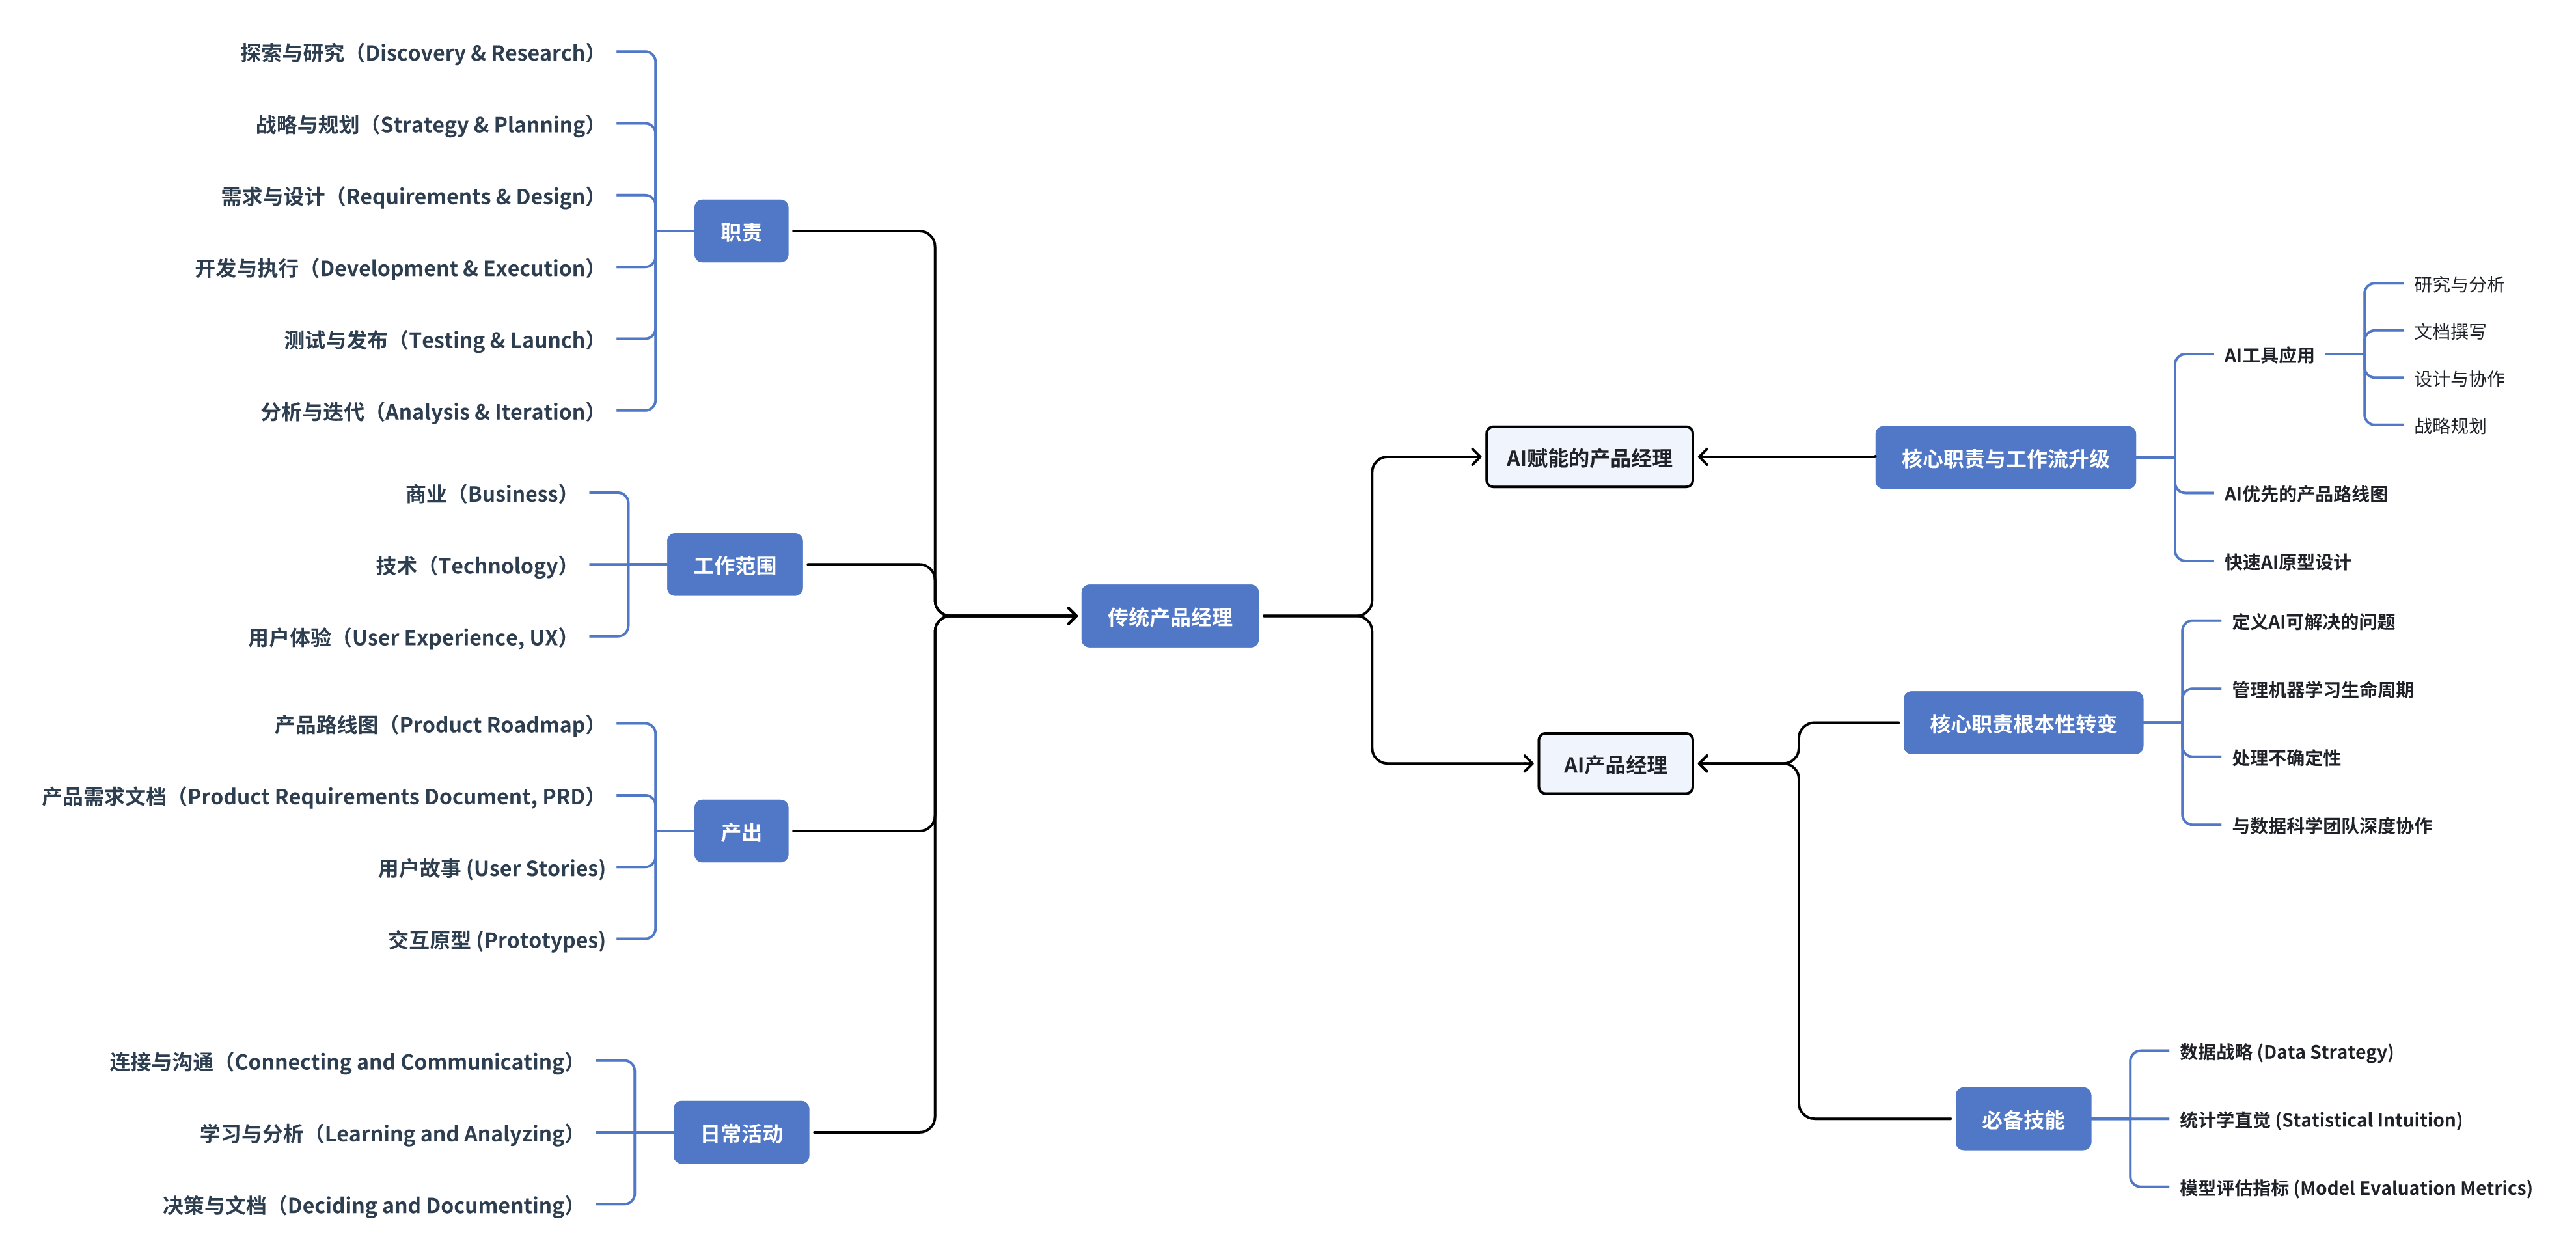 探索与研究（Discovery & Research）
战略与规划（Strategy & Planning）
需求与设计（Requirements & Design）
开发与执行（Development & Execution）
测试与发布（Testing & Launch）
分析与迭代（Analysis & Iteration）
职责
商业（Business）
技术（Technology）
用户体验（User Experience, UX）
工作范围
产品路线图（Product Roadmap）
产品需求文档（Product Requirements Document, PRD）
用户故事 (User Stories)
交互原型 (Prototypes)
产出
连接与沟通（Connecting and Communicating）
学习与分析（Learning and Analyzing）
决策与文档（Deciding and Documenting）
日常活动
传统产品经理
AI赋能的产品经理
核心职责与工作流升级
AI工具应用
研究与分析
文档撰写
设计与协作
战略规划
AI优先的产品路线图
快速AI原型设计
AI产品经理
核心职责根本性转变
定义AI可解决的问题
管理机器学习生命周期
处理不确定性
与数据科学团队深度协作
必备技能
数据战略 (Data Strategy)
统计学直觉 (Statistical Intuition)
模型评估指标 (Model Evaluation Metrics)